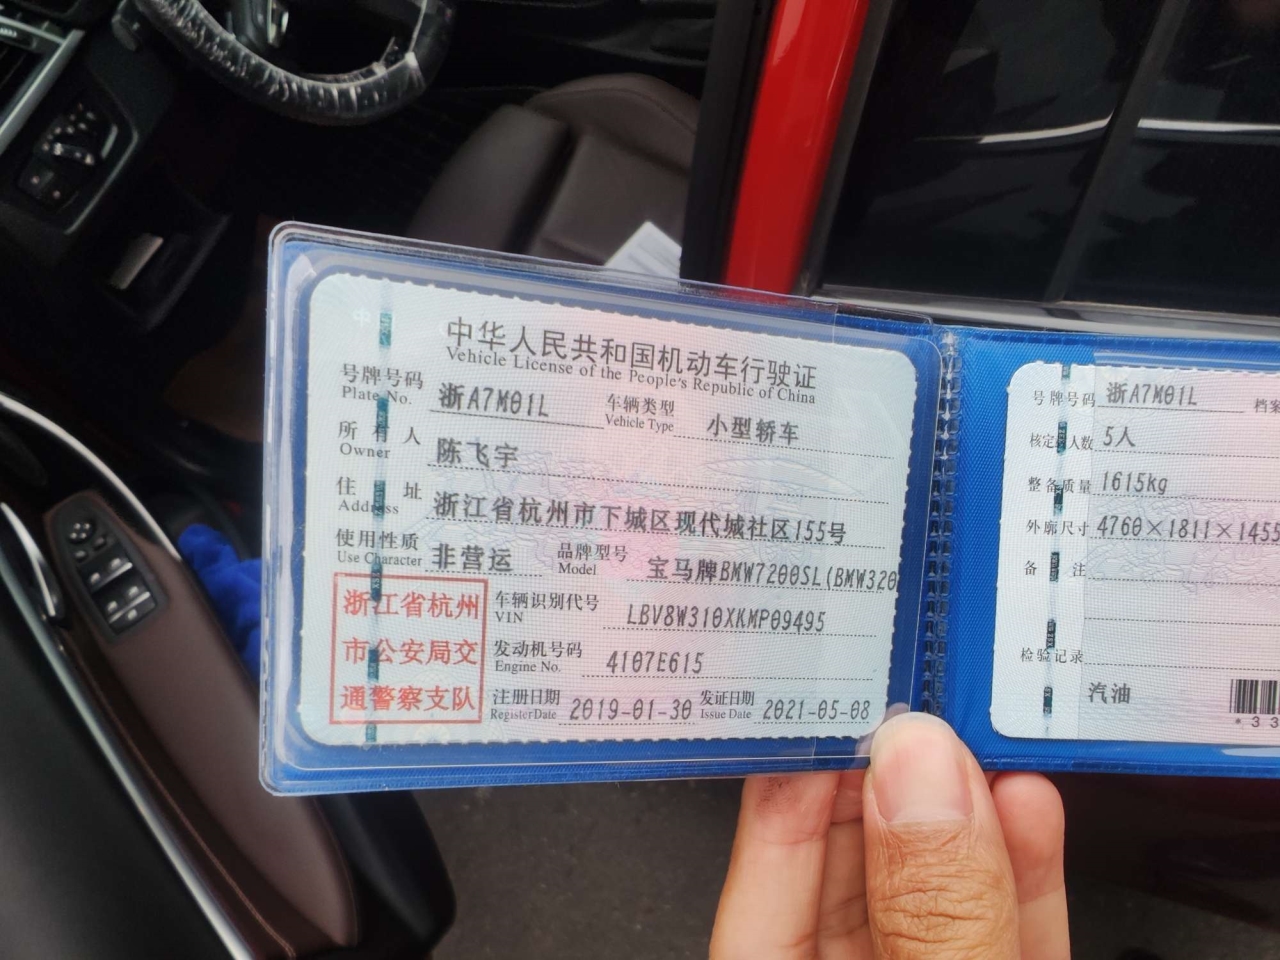 中华人民共和国机动车行驶证
Vehicle License of the People's Republic of China
号牌号码 浙A7M01L 车辆类型 小型轿车
Plate No. Vehicle Type
所有人 陈飞宇
Owner
住址 浙江省杭州市下城区现代城社区155号
Address
使用性质 非营运 品牌型号 宝马牌BMW7200SL(BMW320
Use Character Model
浙江省杭州
市公安局交
通警察支队
车辆识别代号 LBV8W310XKMP09495
VIN
发动机号码 4107E615
Engine No.
注册日期 2019-01-30 发证日期 2021-05-08
Register Date Issue Date
号牌号码 浙A7M01L 档案
核定人数 5人
整备质量 1615kg
外廓尺寸 4760×1811×1455
备注
检验记录
汽油
*33